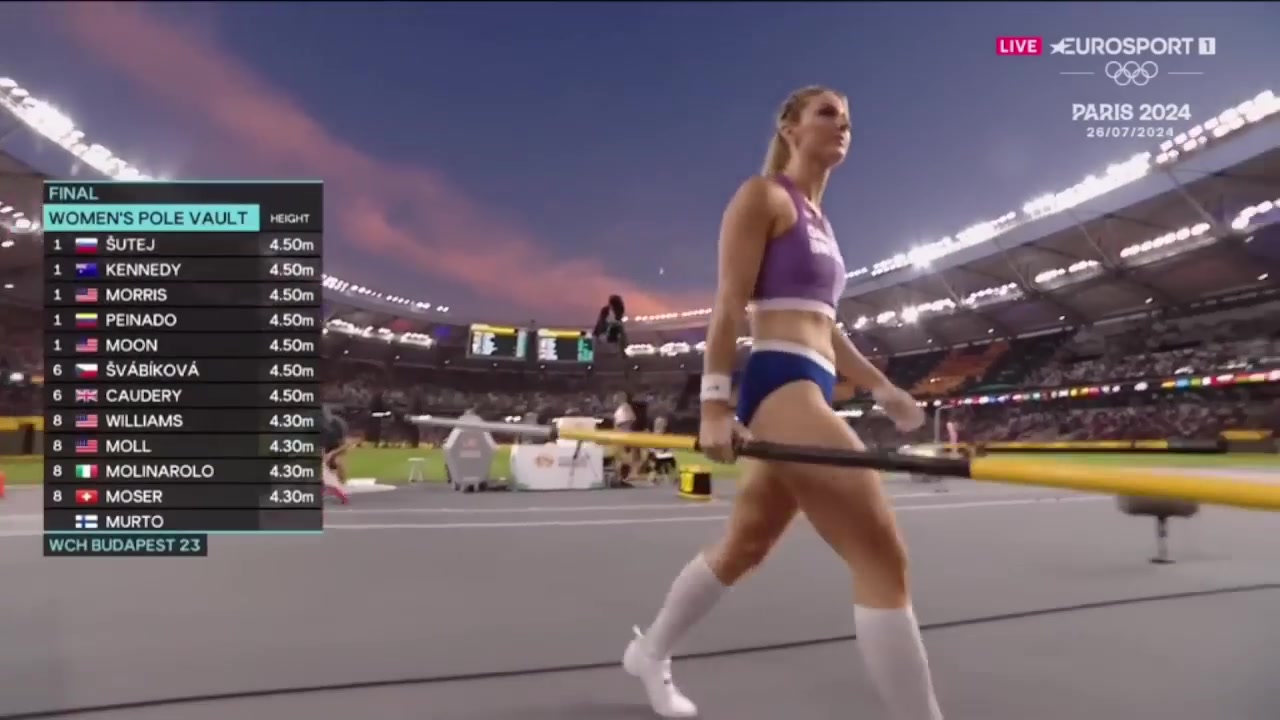 LIVE EUROSPORT 1
PARIS 2024
26/07/2024
FINAL
WOMEN'S POLE VAULT HEIGHT
1 ŠUTEJ 4.50m
1 KENNEDY 4.50m
1 MORRIS 4.50m
1 PEINADO 4.50m
1 MOON 4.50m
6 ŠVÁBÍKOVÁ 4.50m
6 CAUDERY 4.50m
8 WILLIAMS 4.30m
8 MOLL 4.30m
8 MOLINAROLO 4.30m
8 MOSER 4.30m
MURTO
WCH BUDAPEST 23